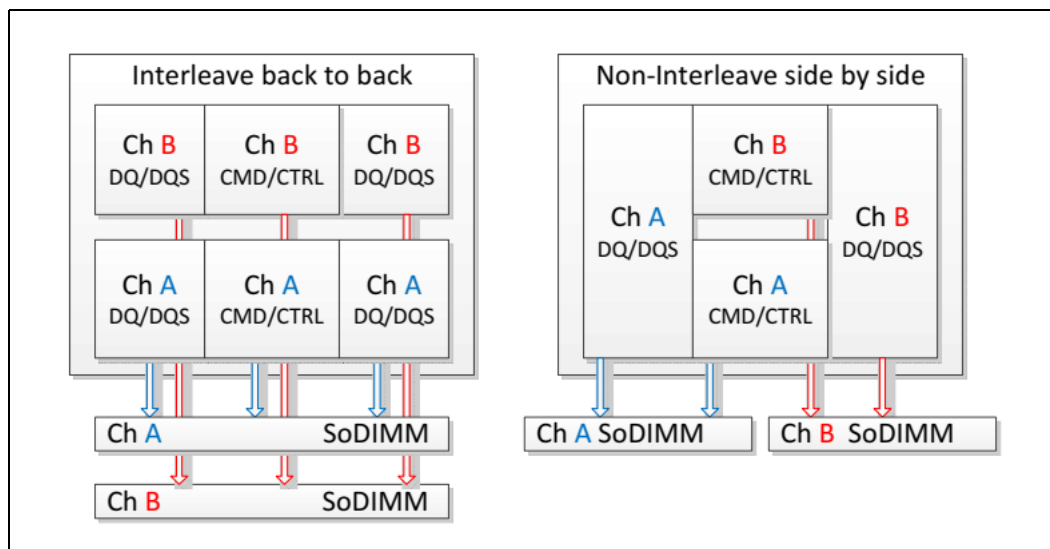 Interleave back to back
Ch B
DQ/DQS
Ch B
CMD/CTRL
Ch B
DQ/DQS
Ch A
DQ/DQS
Ch A
CMD/CTRL
Ch A
DQ/DQS
Ch A SoDIMM
Ch B SoDIMM
Non-Interleave side by side
Ch A
DQ/DQS
Ch B
CMD/CTRL
Ch A
CMD/CTRL
Ch B
DQ/DQS
Ch A SoDIMM
Ch B SoDIMM